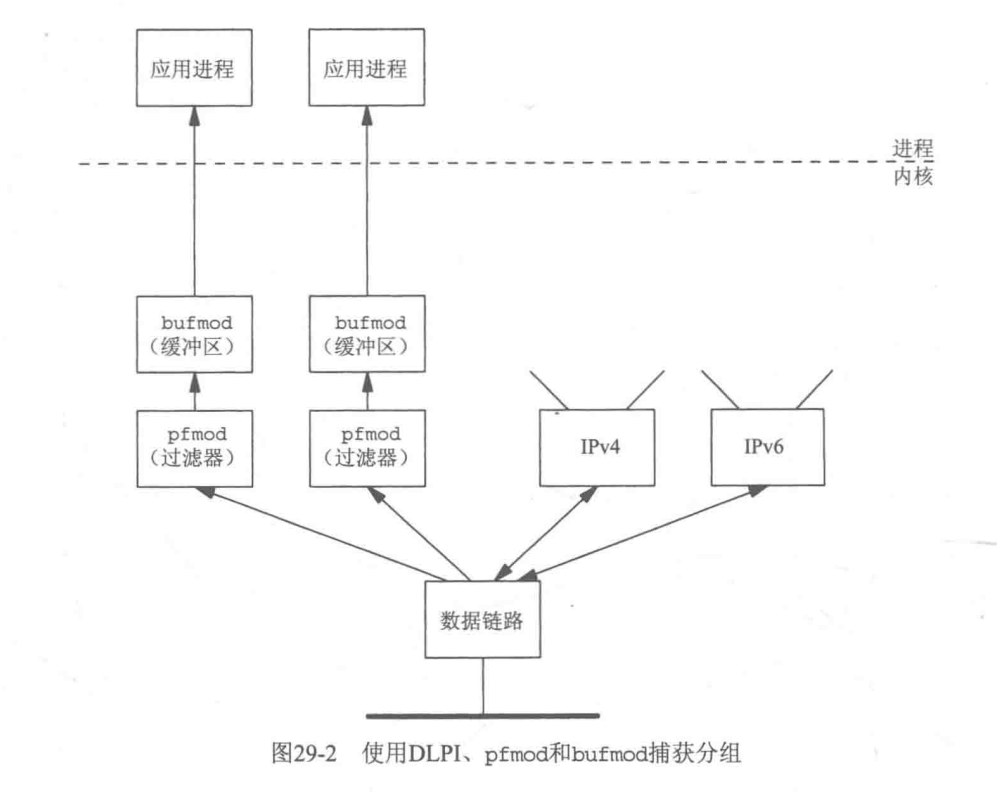 应用进程
应用进程
进程
内核
bufmod
（缓冲区）
bufmod
（缓冲区）
pfmod
（过滤器）
pfmod
（过滤器）
IPv4
IPv6
数据链路
图29-2 使用DLPI、pfmod和bufmod捕获分组